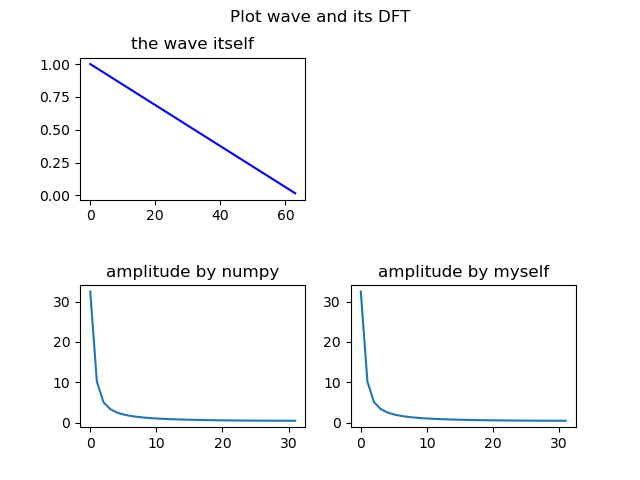 Plot wave and its DFT
the wave itself
1.00
0.75
0.50
0.25
0.00
0 20 40 60
amplitude by numpy
30
20
10
0
0 10 20 30
amplitude by myself
30
20
10
0
0 10 20 30